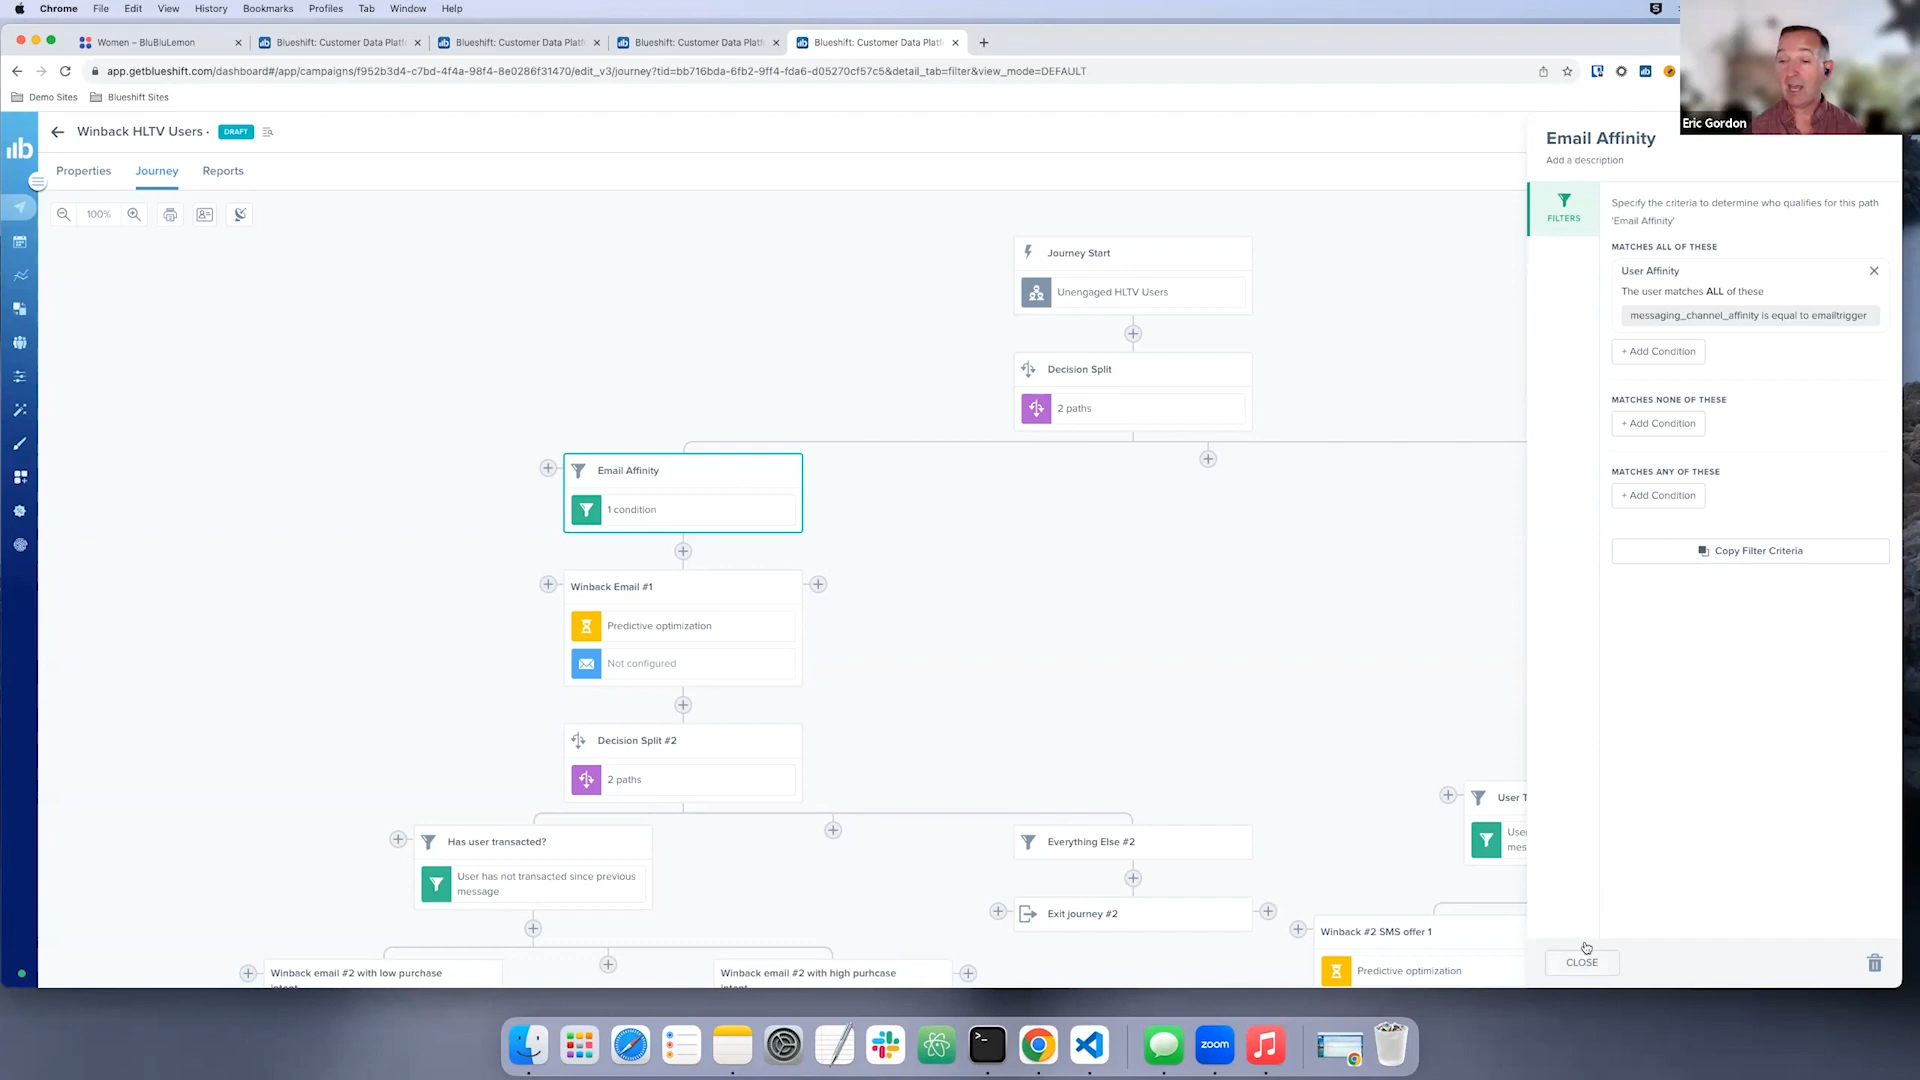 Chrome File Edit View History Bookmarks Profiles Tab Window Help
Women – BluBluLemon
Blueshift: Customer Data Platf
Blueshift: Customer Data Platf
Blueshift: Customer Data Platf
Blueshift: Customer Data Platf
app.getblueshift.com/dashboard#/app/campaigns/f952b3d4-c7bd-4f4a-98f4-8e0286f31470/edit_v3/journey?tid=bb716bda-6fb2-9ff4-fda6-d05270cf57c5&detail_tab=filter&view_mode=DEFAULT
Demo Sites Blueshift Sites
Eric Gordon
Winback HLTV Users · DRAFT
Properties Journey Reports
100%
Journey Start
Unengaged HLTV Users
Decision Split
2 paths
Email Affinity
1 condition
Winback Email #1
Predictive optimization
Not configured
Decision Split #2
2 paths
Has user transacted?
User has not transacted since previous
message
Everything Else #2
Exit journey #2
Winback email #2 with low purchase
intent
Winback email #2 with high purhcase
intent
User T
User
mes
Winback #2 SMS offer 1
Predictive optimization
Email Affinity
Add a description
FILTERS
Specify the criteria to determine who qualifies for this path
'Email Affinity'
MATCHES ALL OF THESE
User Affinity
The user matches ALL of these
messaging_channel_affinity is equal to emailtrigger
+ Add Condition
MATCHES NONE OF THESE
+ Add Condition
MATCHES ANY OF THESE
+ Add Condition
Copy Filter Criteria
CLOSE
zoom